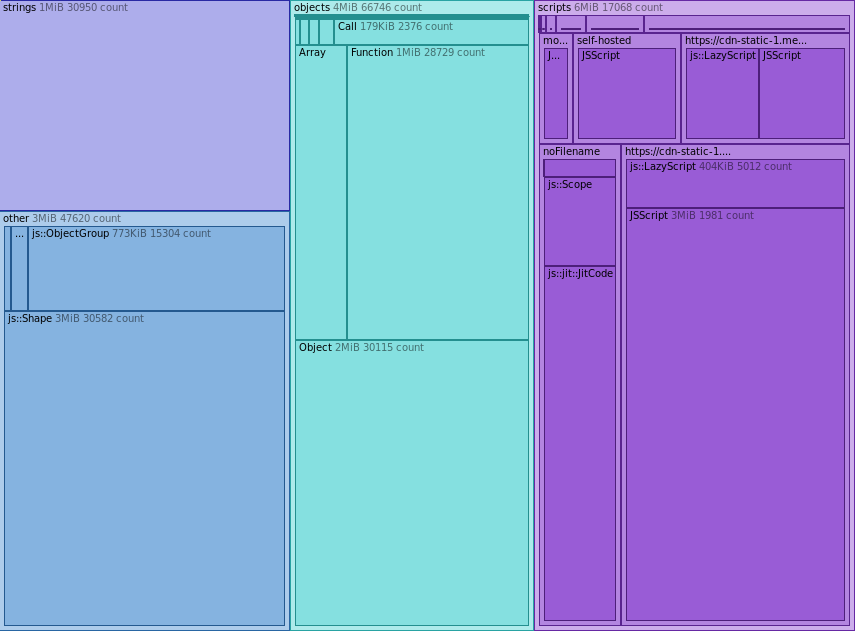 strings 1MiB 30950 count
other 3MiB 47620 count
...
js::ObjectGroup 773KiB 15304 count
js::Shape 3MiB 30582 count
objects 4MiB 66746 count
Call 179KiB 2376 count
Array
Function 1MiB 28729 count
Object 2MiB 30115 count
scripts 6MiB 17068 count
mo...
J...
self-hosted
JSScript
https://cdn-static-1.me...
js::LazyScript
JSScript
noFilename
js::Scope
js::jit::JitCode
https://cdn-static-1....
js::LazyScript 404KiB 5012 count
JSScript 3MiB 1981 count